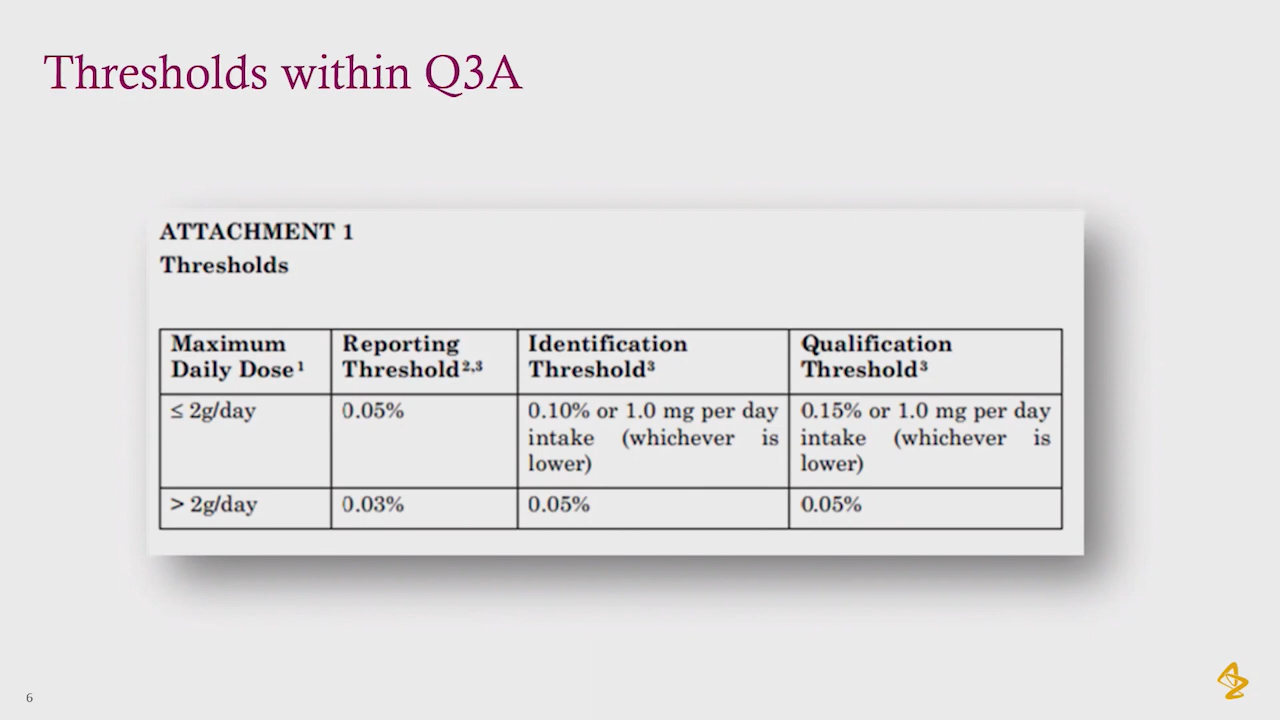 Thresholds within Q3A
ATTACHMENT 1
Thresholds
Maximum Daily Dose¹
Reporting Threshold²,³
Identification Threshold³
Qualification Threshold³
≤ 2g/day
0.05%
0.10% or 1.0 mg per day intake (whichever is lower)
0.15% or 1.0 mg per day intake (whichever is lower)
> 2g/day
0.03%
0.05%
0.05%
6